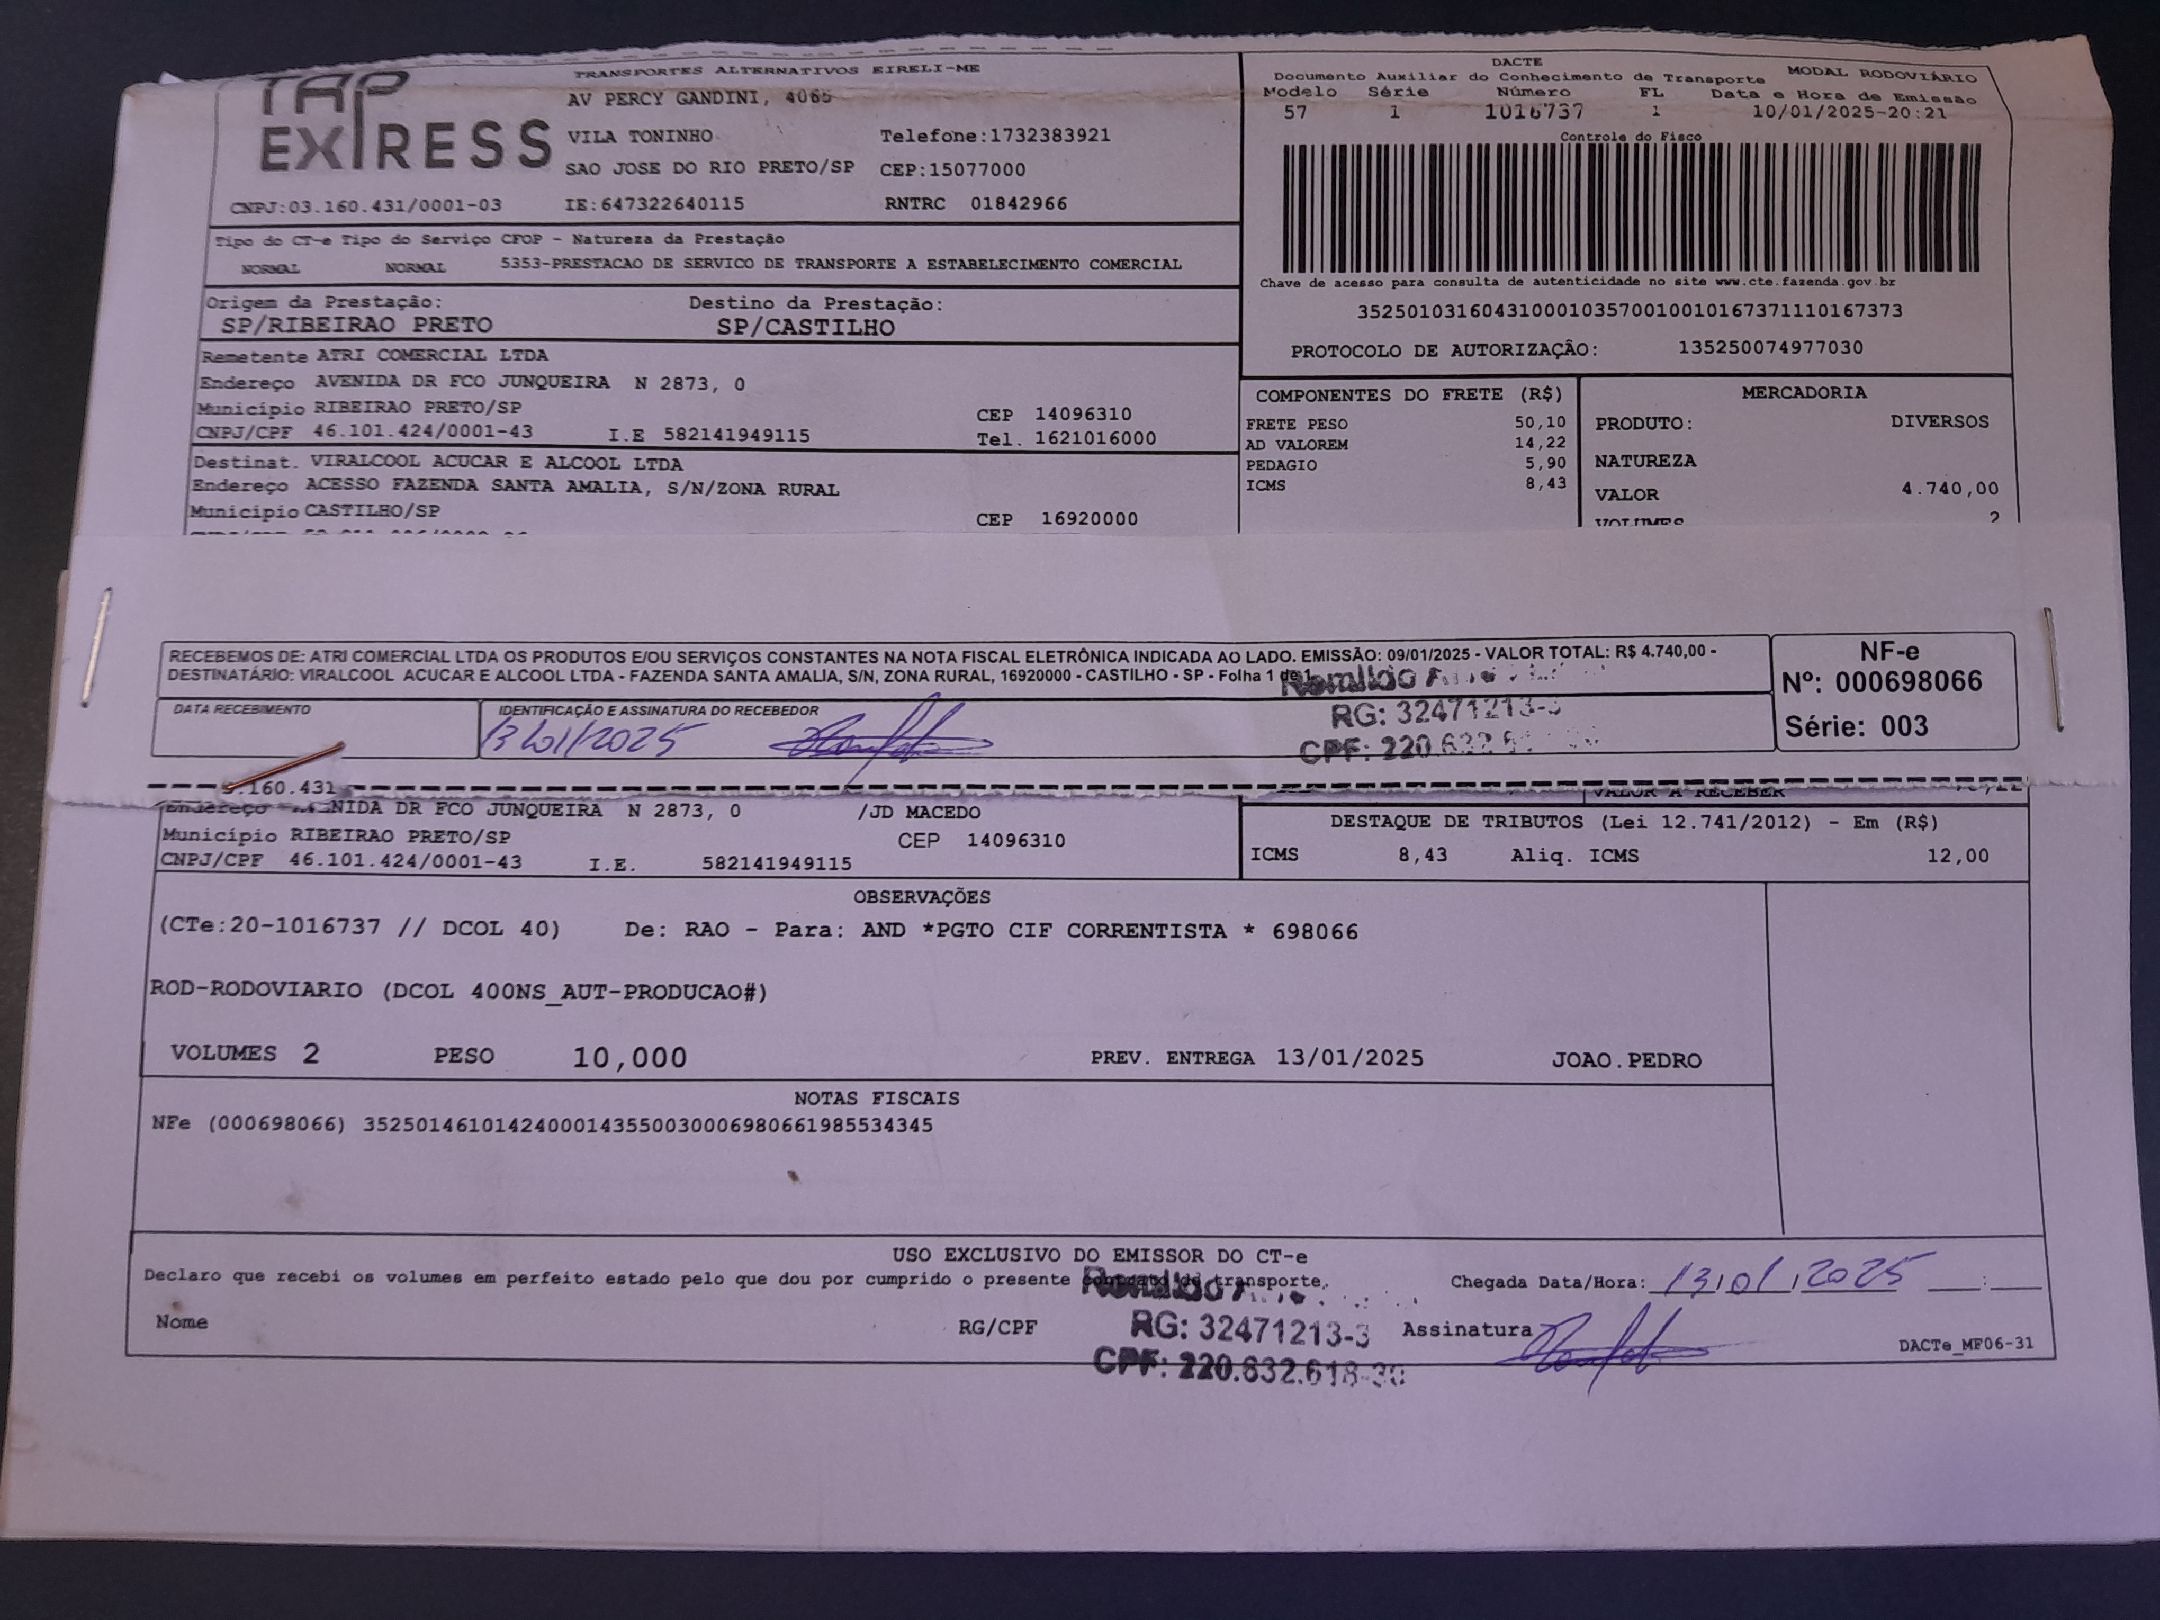 TAP
EXPRESS
TRANSPORTES ALTERNATIVOS EIRELI-ME
AV PERCY GANDINI, 4065
VILA TONINHO Telefone:1732383921
SAO JOSE DO RIO PRETO/SP CEP:15077000
CNPJ:03.160.431/0001-03 IE:647322640115 RNTRC 01842966
DACTE
Documento Auxiliar do Conhecimento de Transporte MODAL RODOVIÁRIO
Modelo Série Número FL Data e Hora de Emissão
57 1 1016737 1 10/01/2025-20:21
Controle do Fisco
Chave de acesso para consulta de autenticidade no site www.cte.fazenda.gov.br
35250103160431000103570010010167371110167373
PROTOCOLO DE AUTORIZAÇÃO: 135250074977030
Tipo do CT-e Tipo do Serviço CFOP - Natureza da Prestação
NORMAL NORMAL 5353-PRESTACAO DE SERVICO DE TRANSPORTE A ESTABELECIMENTO COMERCIAL
Origem da Prestação: Destino da Prestação:
SP/RIBEIRAO PRETO SP/CASTILHO
Remetente ATRI COMERCIAL LTDA
Endereço AVENIDA DR FCO JUNQUEIRA N 2873, 0
Município RIBEIRAO PRETO/SP CEP 14096310
CNPJ/CPF 46.101.424/0001-43 I.E 582141949115 Tel. 1621016000
Destinat. VIRALCOOL ACUCAR E ALCOOL LTDA
Endereço ACESSO FAZENDA SANTA AMALIA, S/N/ZONA RURAL
Municipio CASTILHO/SP CEP 16920000
COMPONENTES DO FRETE (R$)
FRETE PESO 50,10
AD VALOREM 14,22
PEDAGIO 5,90
ICMS 8,43
MERCADORIA
PRODUTO: DIVERSOS
NATUREZA
VALOR 4.740,00
VOLUMES 2
RECEBEMOS DE: ATRI COMERCIAL LTDA OS PRODUTOS E/OU SERVIÇOS CONSTANTES NA NOTA FISCAL ELETRÔNICA INDICADA AO LADO. EMISSÃO: 09/01/2025 - VALOR TOTAL: R$ 4.740,00 -
DESTINATÁRIO: VIRALCOOL ACUCAR E ALCOOL LTDA - FAZENDA SANTA AMALIA, S/N, ZONA RURAL, 16920000 - CASTILHO - SP - Folha 1 de 1
NF-e
Nº: 000698066
Série: 003
DATA RECEBIMENTO IDENTIFICAÇÃO E ASSINATURA DO RECEBEDOR
13/01/2025
RG: 32471213-3
CPF: 220.632.6
.160.431
Endereço NIDA DR FCO JUNQUEIRA N 2873, 0 /JD MACEDO
Município RIBEIRAO PRETO/SP CEP 14096310
CNPJ/CPF 46.101.424/0001-43 I.E. 582141949115
VALOR A RECEBER
DESTAQUE DE TRIBUTOS (Lei 12.741/2012) - Em (R$)
ICMS 8,43 Aliq. ICMS 12,00
OBSERVAÇÕES
(CTe:20-1016737 // DCOL 40) De: RAO - Para: AND *PGTO CIF CORRENTISTA * 698066
ROD-RODOVIARIO (DCOL 400NS_AUT-PRODUCAO#)
VOLUMES 2 PESO 10,000 PREV. ENTREGA 13/01/2025 JOAO.PEDRO
NOTAS FISCAIS
NFe (000698066) 35250146101424000143550030006980661985534345
USO EXCLUSIVO DO EMISSOR DO CT-e
Declaro que recebi os volumes em perfeito estado pelo que dou por cumprido o presente contrato de transporte. Chegada Data/Hora: 13/01/2025 __:__
Nome RG/CPF RG: 32471213-3 Assinatura
CPF: 220.632.618-30
DACTe_MF06-31